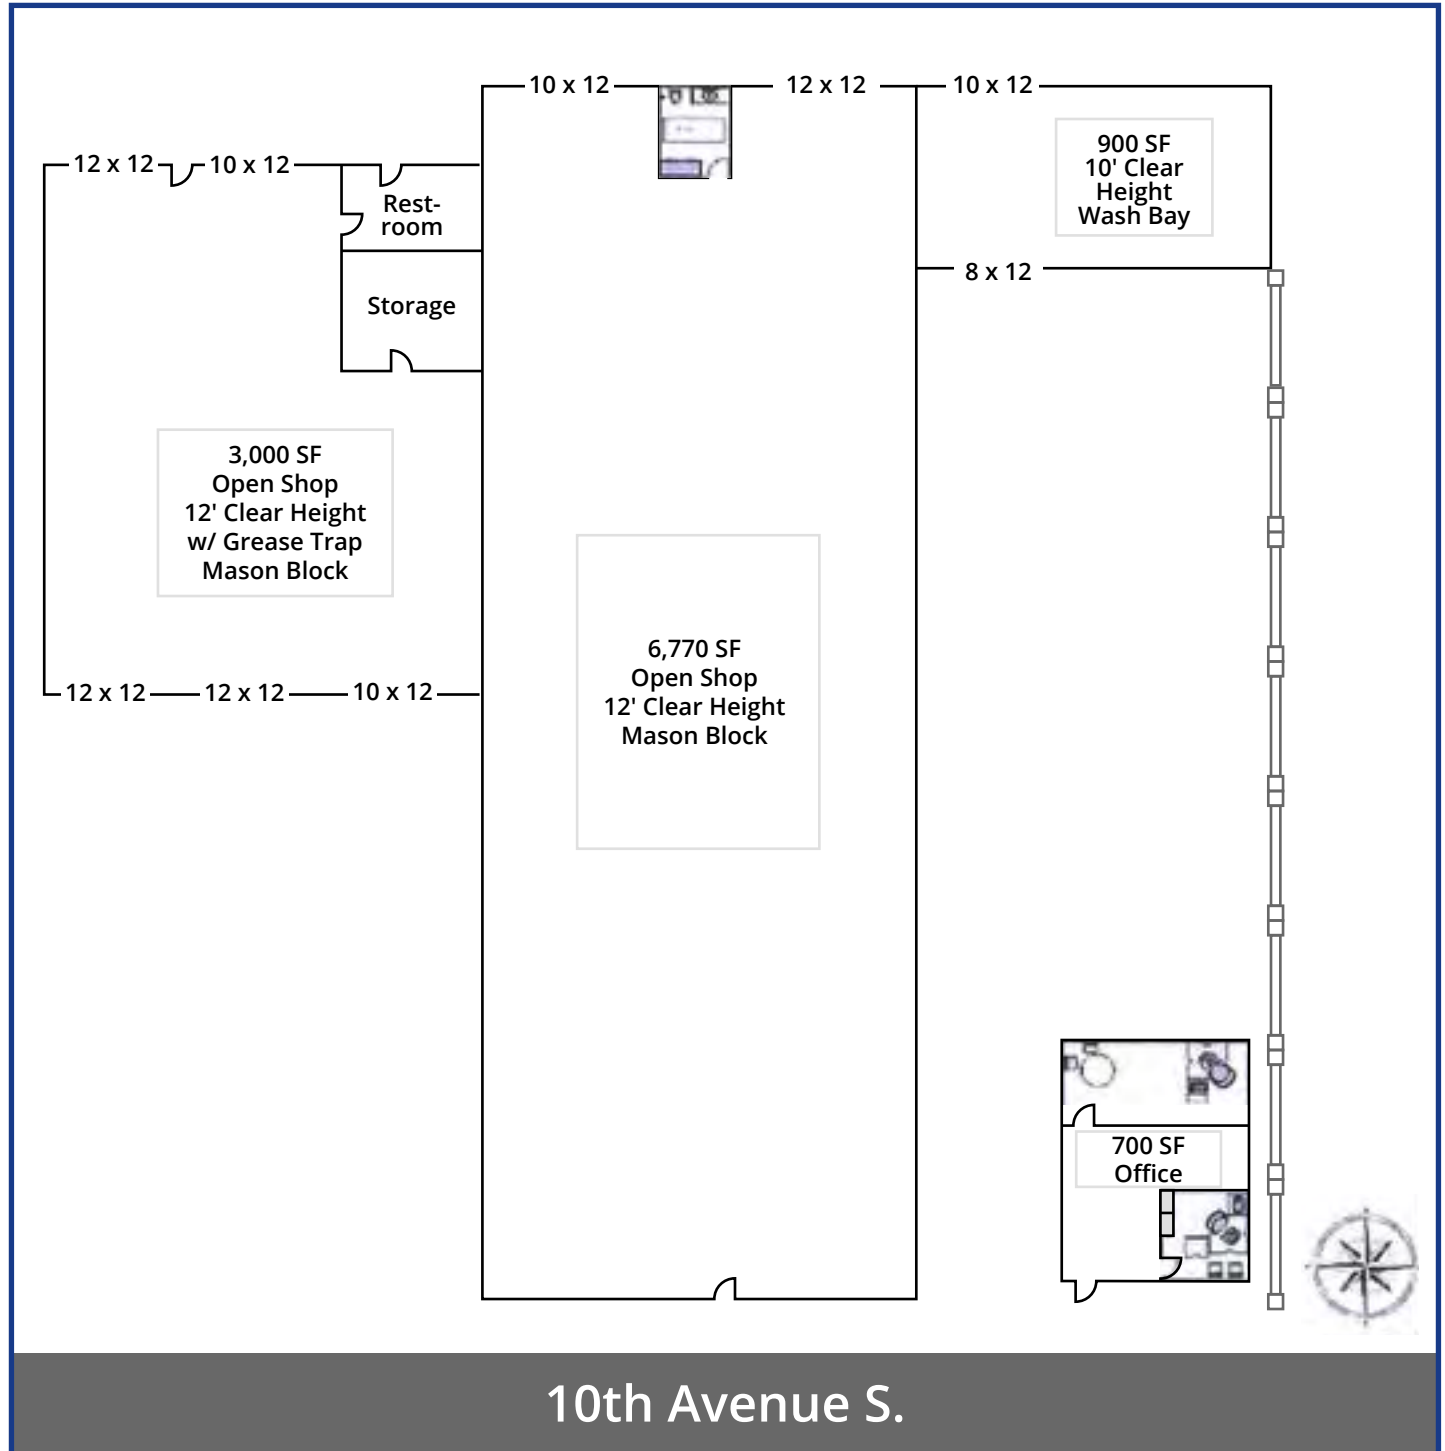 10 x 12
12 x 12
10 x 12
12 x 12
10 x 12
900 SF
10' Clear
Height
Wash Bay
Rest-
room
8 x 12
Storage
3,000 SF
Open Shop
12' Clear Height
w/ Grease Trap
Mason Block
6,770 SF
Open Shop
12' Clear Height
Mason Block
12 x 12
12 x 12
10 x 12
700 SF
Office
10th Avenue S.